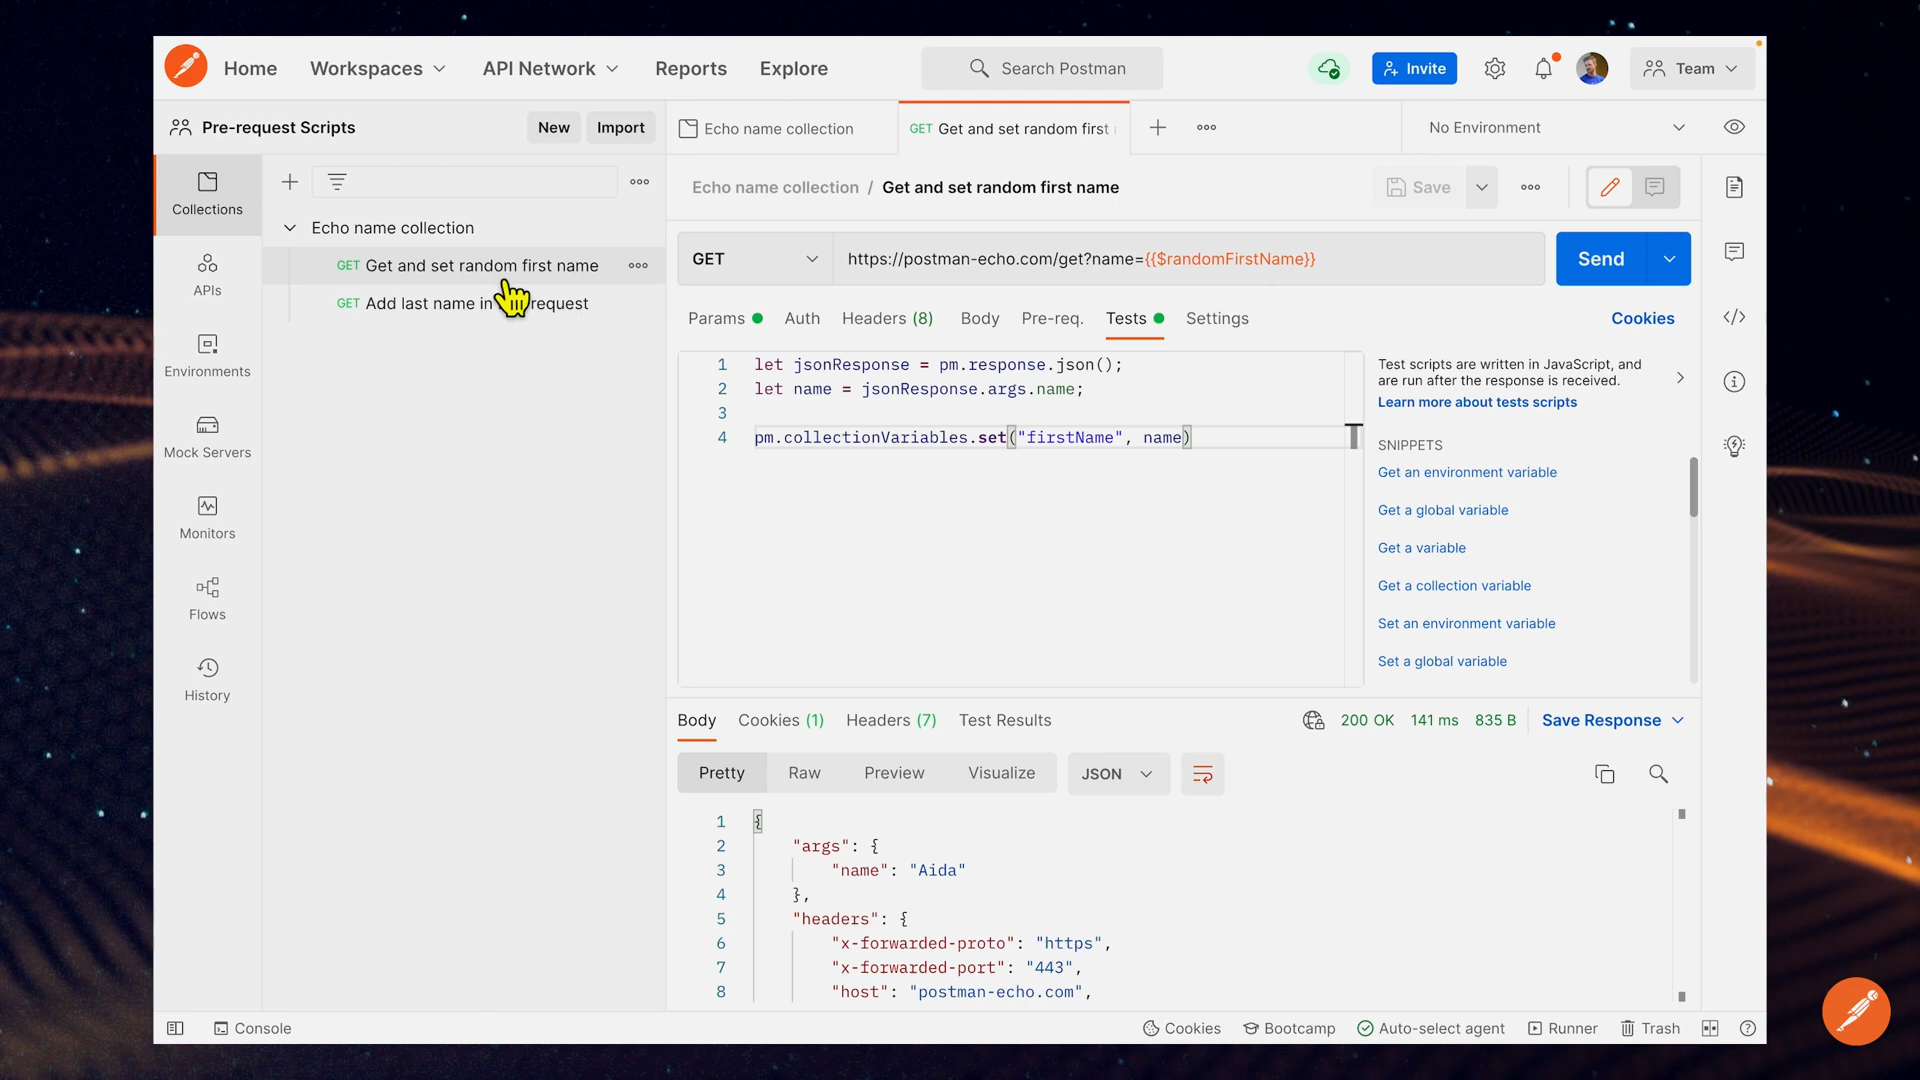 Home
Workspaces
API Network
Reports
Explore
Search Postman
Invite
Team
Pre-request Scripts
New
Import
Echo name collection
GET Get and set random first
No Environment
Collections
APIs
Environments
Mock Servers
Monitors
Flows
History
Echo name collection
GET Get and set random first name
GET Add last name in request
Echo name collection / Get and set random first name
Save
GET
https://postman-echo.com/get?name={{$randomFirstName}}
Send
Params
Auth
Headers (8)
Body
Pre-req.
Tests
Settings
Cookies
1 let jsonResponse = pm.response.json();
2 let name = jsonResponse.args.name;
3
4 pm.collectionVariables.set("firstName", name)
Test scripts are written in JavaScript, and
are run after the response is received.
Learn more about tests scripts
SNIPPETS
Get an environment variable
Get a global variable
Get a variable
Get a collection variable
Set an environment variable
Set a global variable
Body
Cookies (1)
Headers (7)
Test Results
200 OK
141 ms
835 B
Save Response
Pretty
Raw
Preview
Visualize
JSON
1 {
2 "args": {
3 "name": "Aida"
4 },
5 "headers": {
6 "x-forwarded-proto": "https",
7 "x-forwarded-port": "443",
8 "host": "postman-echo.com",
Console
Cookies
Bootcamp
Auto-select agent
Runner
Trash